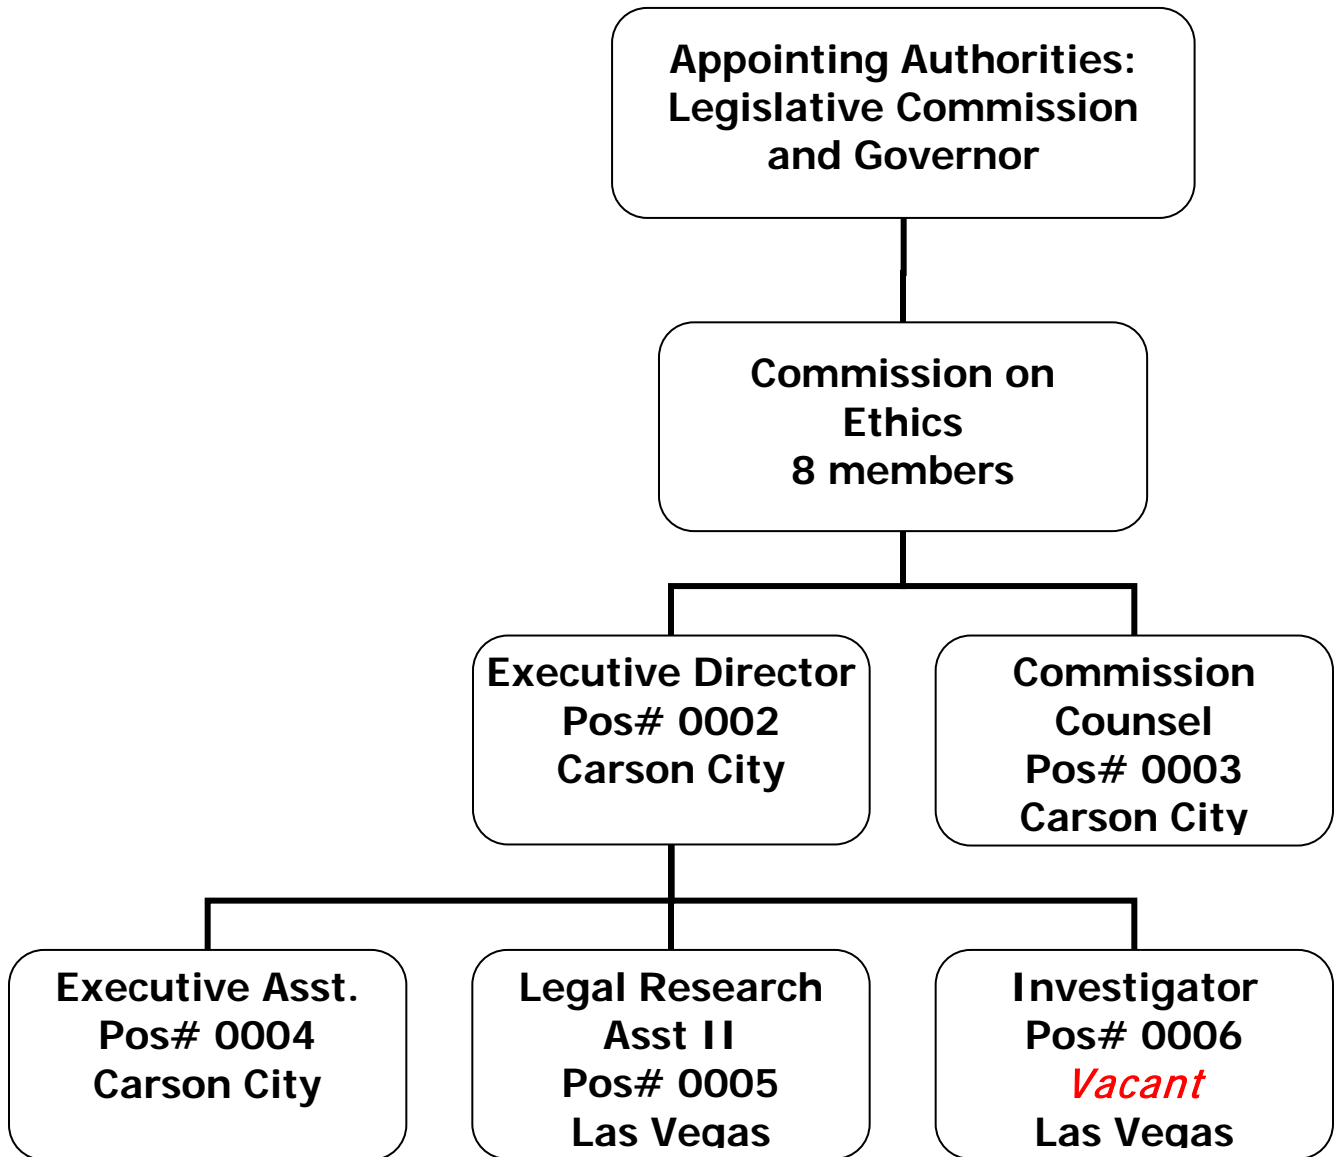 Appointing Authorities:
Legislative Commission
and Governor
Commission on
Ethics
8 members
Executive Director
Pos# 0002
Carson City
Commission
Counsel
Pos# 0003
Carson City
Executive Asst.
Pos# 0004
Carson City
Legal Research
Asst II
Pos# 0005
Las Vegas
Investigator
Pos# 0006
Vacant
Las Vegas